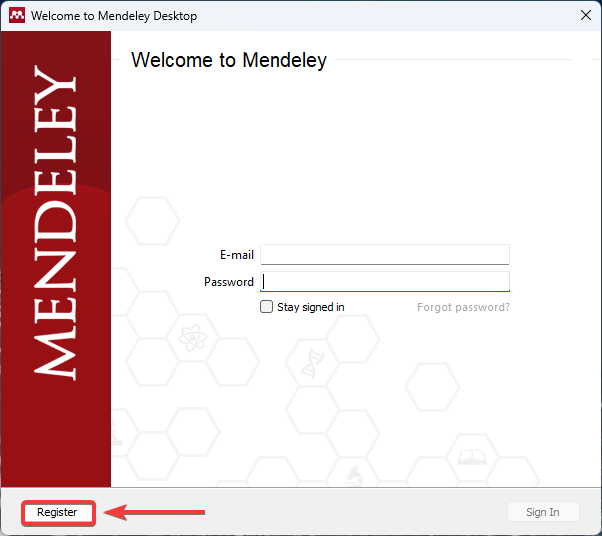 Welcome to Mendeley Desktop
Welcome to Mendeley
MENDELEY
E-mail
Password
Stay signed in
Forgot password?
Register
Sign In